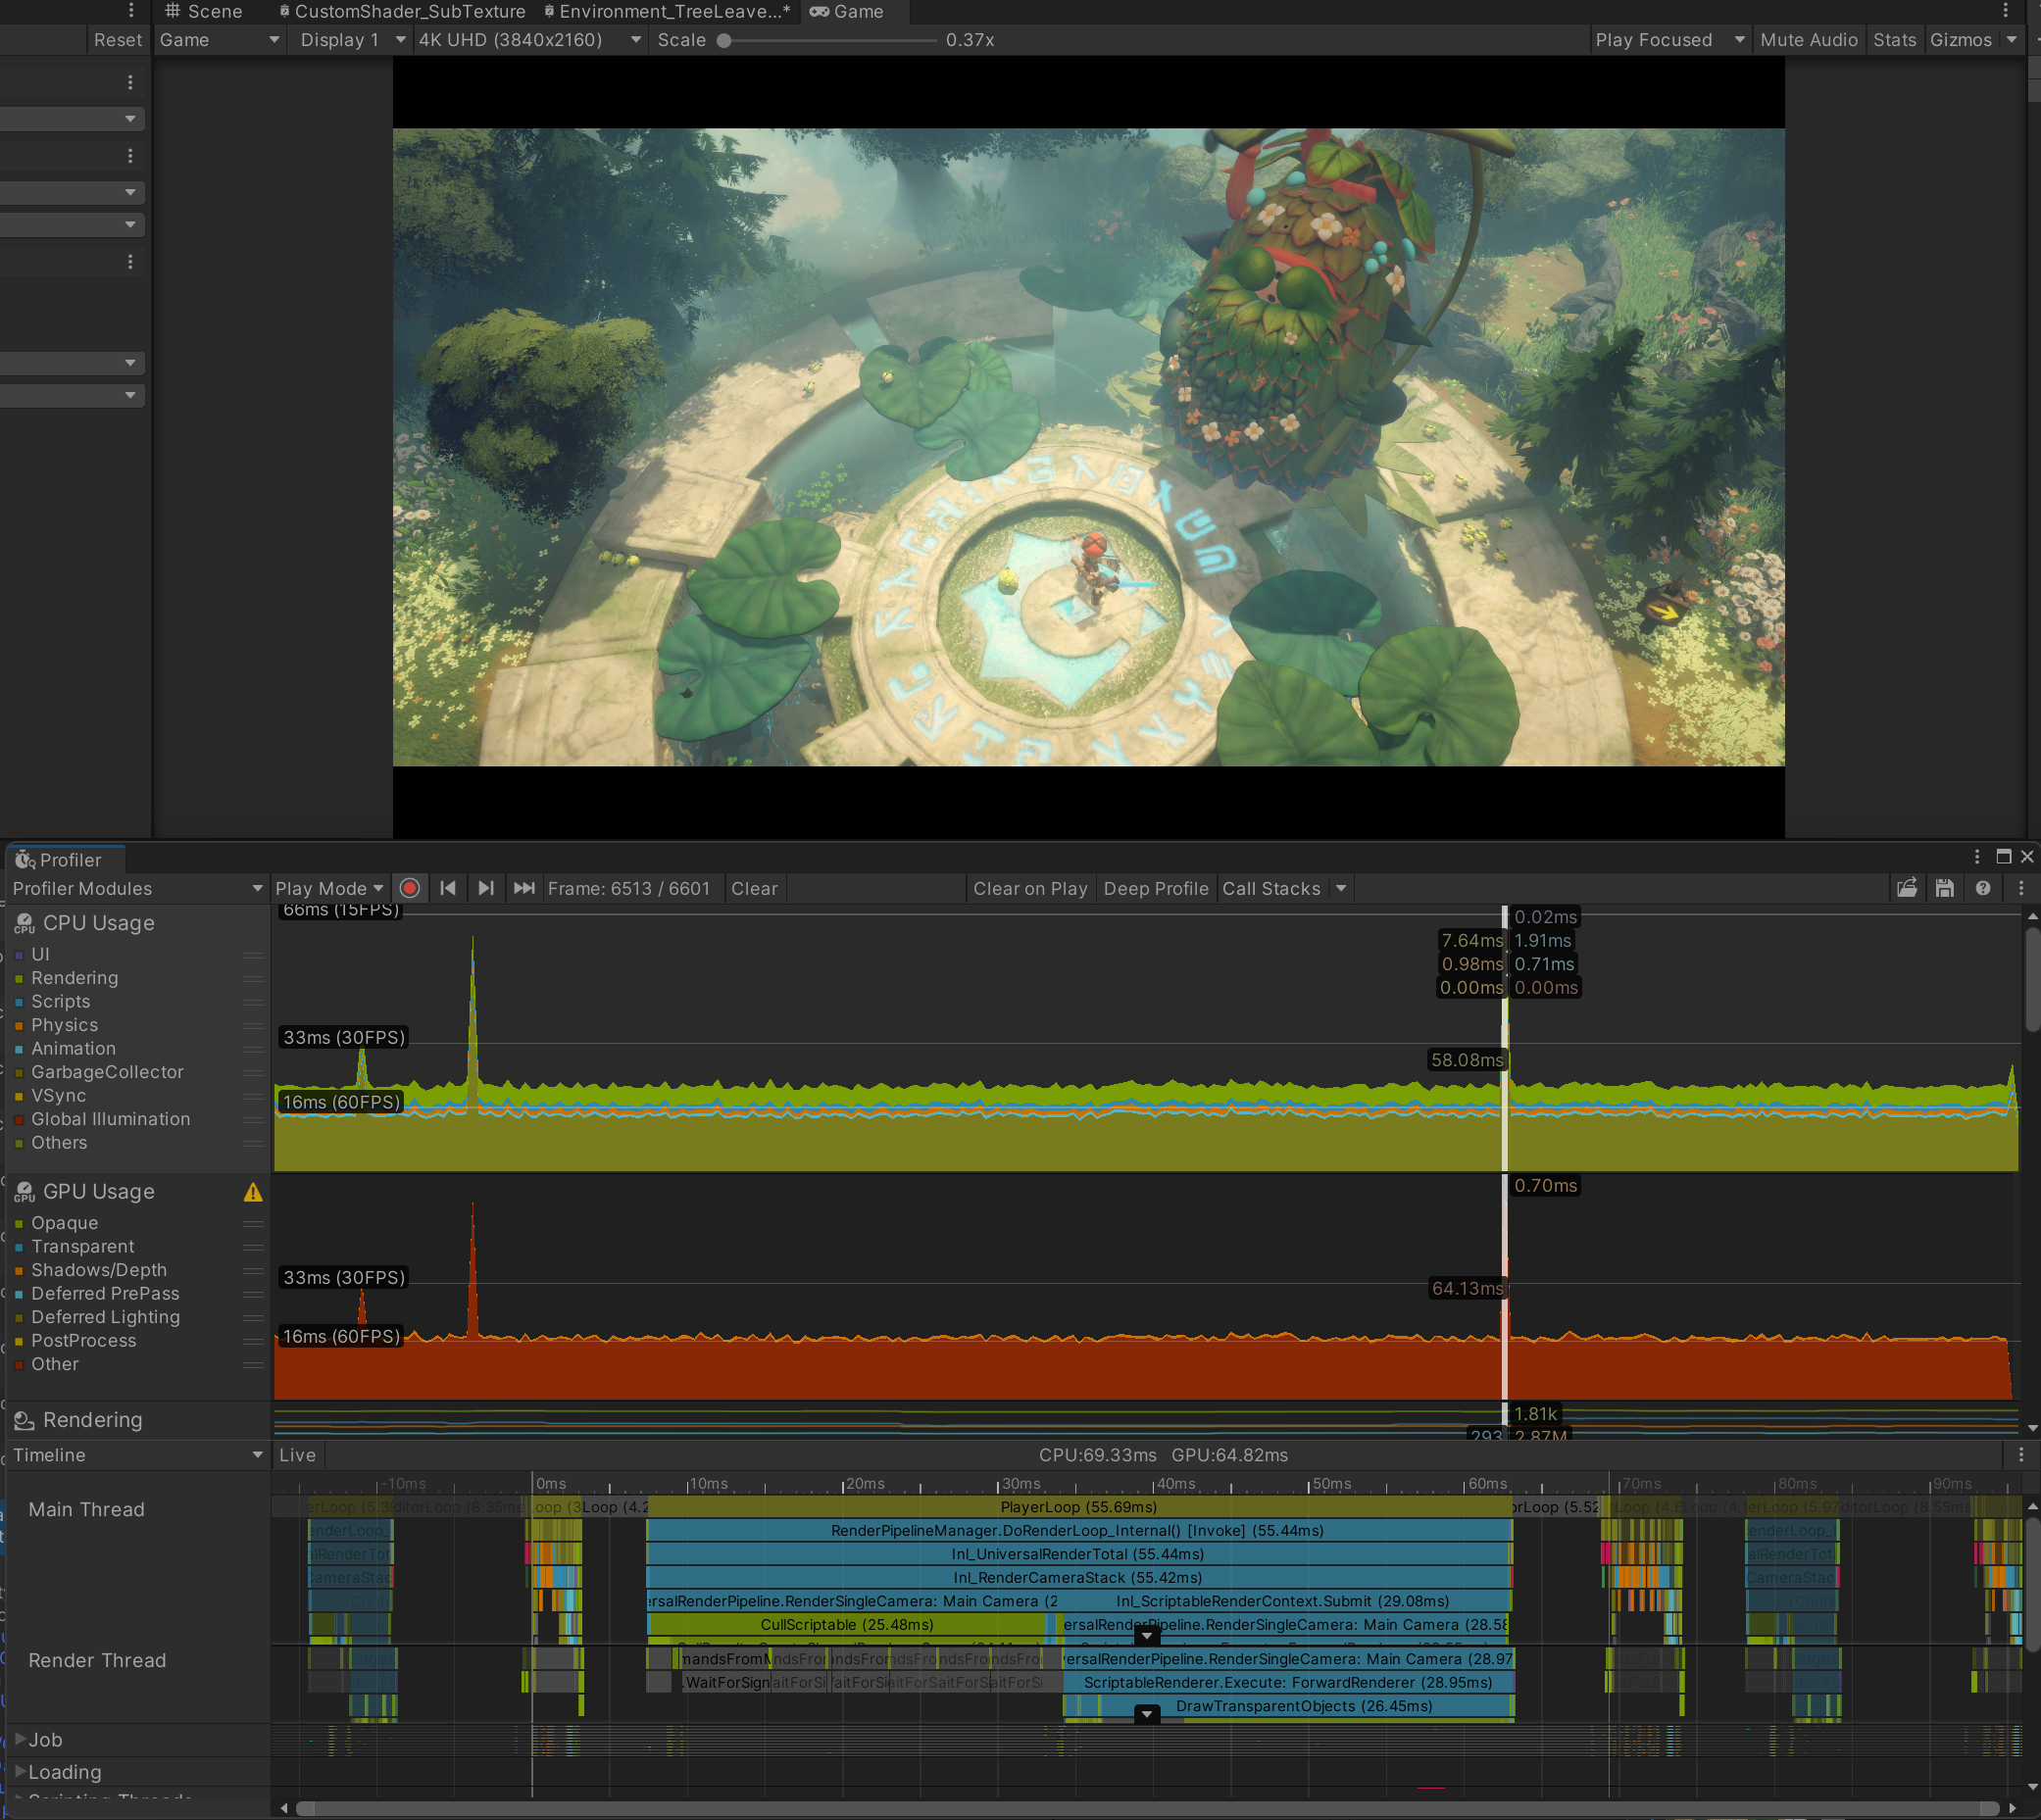 Scene
CustomShader_SubTexture
Environment_TreeLeave...*
Game
Reset
Game
Display 1
4K UHD (3840x2160)
Scale
0.37x
Play Focused
Mute Audio
Stats
Gizmos
Profiler
Profiler Modules
Play Mode
Frame: 6513 / 6601
Clear
Clear on Play
Deep Profile
Call Stacks
CPU Usage
UI
Rendering
Scripts
Physics
Animation
GarbageCollector
VSync
Global Illumination
Others
66ms (15FPS)
33ms (30FPS)
16ms (60FPS)
0.02ms
7.64ms
1.91ms
0.98ms
0.71ms
0.00ms
0.00ms
58.08ms
GPU Usage
Opaque
Transparent
Shadows/Depth
Deferred PrePass
Deferred Lighting
PostProcess
Other
33ms (30FPS)
16ms (60FPS)
0.70ms
64.13ms
Rendering
1.81k
293
2.87M
Timeline
Live
CPU:69.33ms GPU:64.82ms
-10ms
0ms
10ms
20ms
30ms
40ms
50ms
60ms
70ms
80ms
90ms
Main Thread
PlayerLoop (55.69ms)
RenderPipelineManager.DoRenderLoop_Internal() [Invoke] (55.44ms)
Inl_UniversalRenderTotal (55.44ms)
Inl_RenderCameraStack (55.42ms)
ersalRenderPipeline.RenderSingleCamera: Main Camera (2
Inl_ScriptableRenderContext.Submit (29.08ms)
CullScriptable (25.48ms)
ersalRenderPipeline.RenderSingleCamera: Main Camera (28.58
Render Thread
versalRenderPipeline.RenderSingleCamera: Main Camera (28.97
ScriptableRenderer.Execute: ForwardRenderer (28.95ms)
DrawTransparentObjects (26.45ms)
Job
Loading